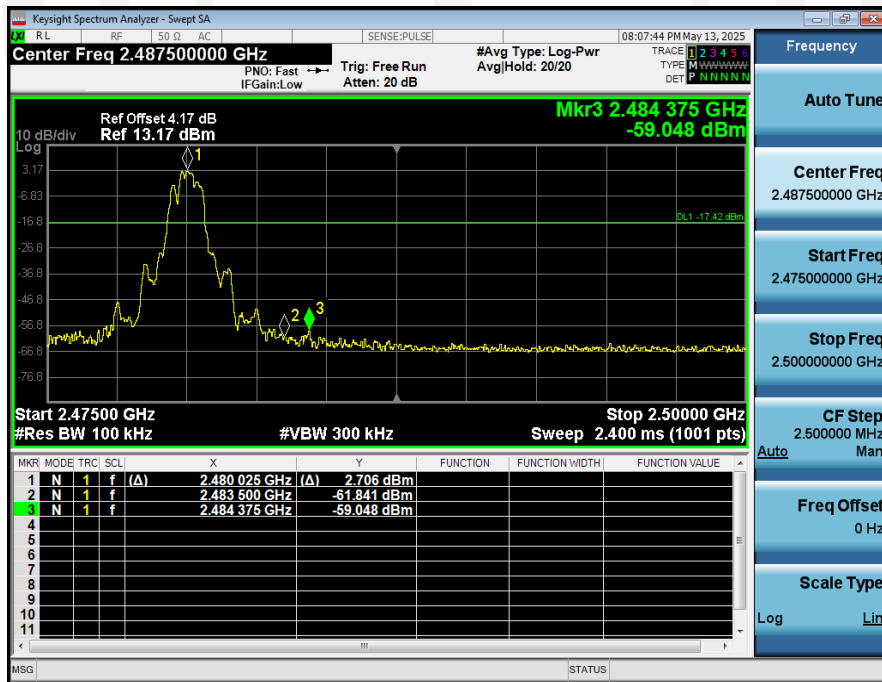 Keysight Spectrum Analyzer - Swept SA
LXI RL RF 50 Ω AC SENSE:PULSE 08:07:44 PM May 13, 2025
Center Freq 2.487500000 GHz
PNO: Fast
IFGain:Low
Trig: Free Run
Atten: 20 dB
#Avg Type: Log-Pwr
Avg|Hold: 20/20
TRACE 1 2 3 4 5 6
TYPE M W W W W W
DET P N N N N N
Mkr3 2.484 375 GHz
-59.048 dBm
Ref Offset 4.17 dB
10 dB/div Ref 13.17 dBm
Log
3.17
-6.83
-16.8
-26.8
-36.8
-46.8
-56.8
-66.8
-76.8
1
2
3
DL1 -17.42 dBm
Start 2.47500 GHz Stop 2.50000 GHz
#Res BW 100 kHz #VBW 300 kHz Sweep 2.400 ms (1001 pts)
MKR MODE TRC SCL X Y FUNCTION FUNCTION WIDTH FUNCTION VALUE
1 N 1 f (Δ) 2.480 025 GHz (Δ) 2.706 dBm
2 N 1 f 2.483 500 GHz -61.841 dBm
3 N 1 f 2.484 375 GHz -59.048 dBm
4
5
6
7
8
9
10
11
MSG STATUS
Frequency
Auto Tune
Center Freq
2.487500000 GHz
Start Freq
2.475000000 GHz
Stop Freq
2.500000000 GHz
CF Step
2.500000 MHz
Auto Man
Freq Offset
0 Hz
Scale Type
Log Lin